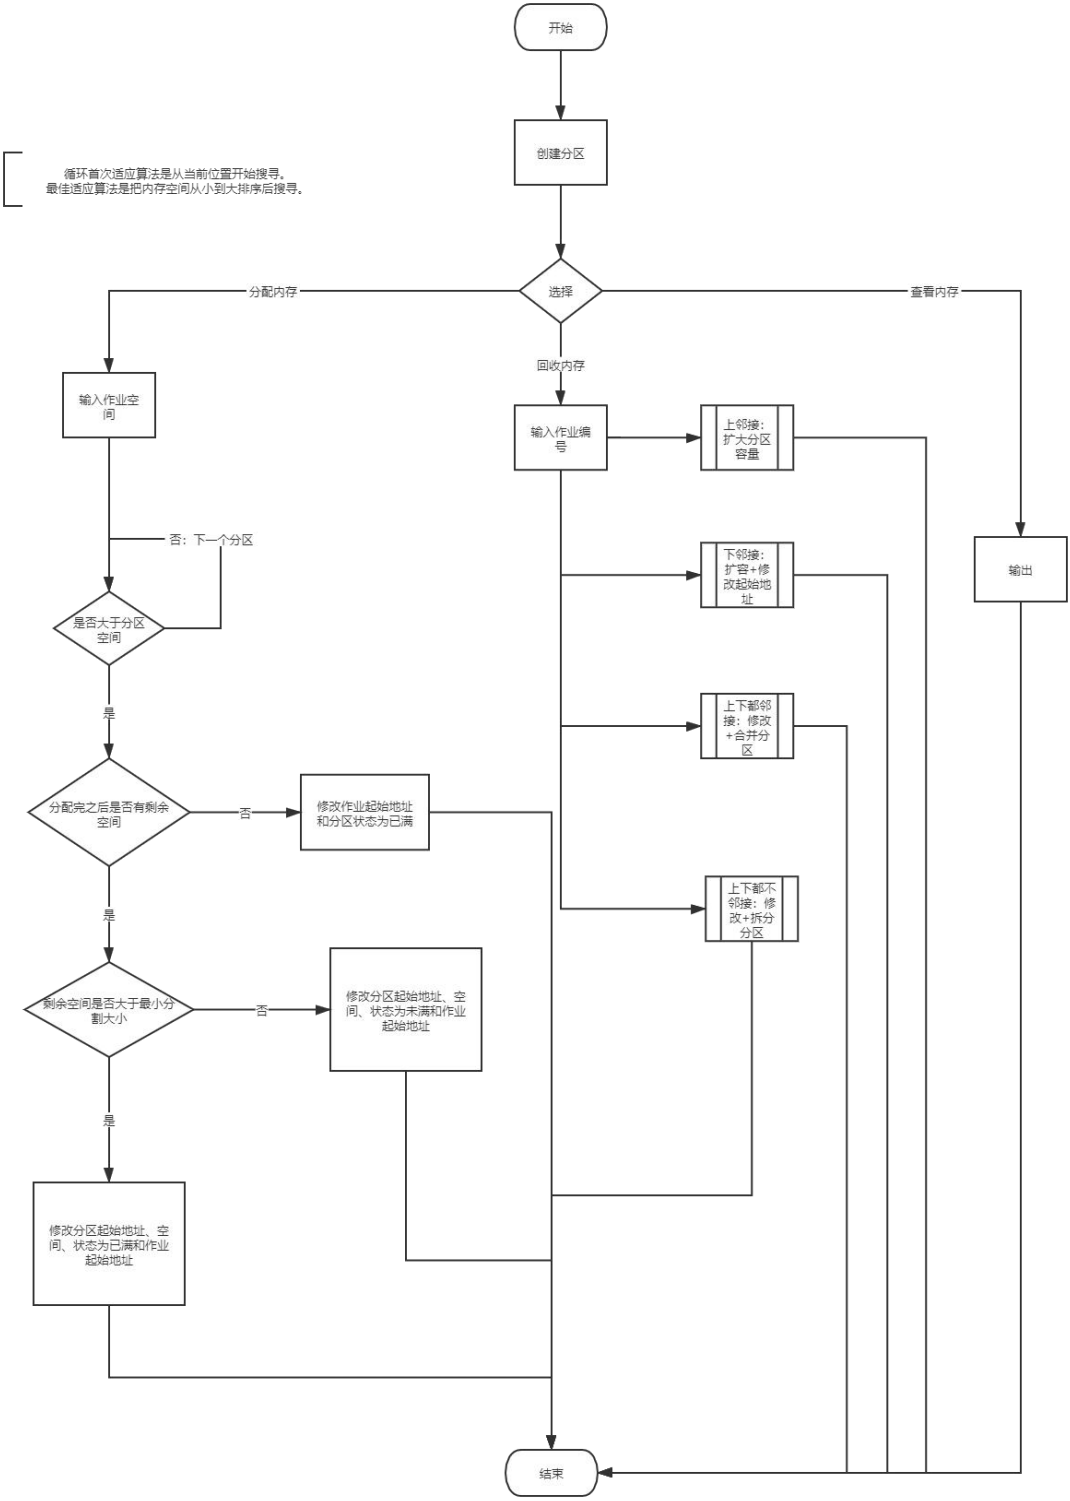 开始
创建分区
循环首次适应算法是从当前位置开始搜寻。
最佳适应算法是把内存空间从小到大排序后搜寻。
分配内存
选择
查看内存
回收内存
输入作业空
间
输入作业编
号
上邻接:
扩大分区
容量
否: 下一个分区
下邻接:
扩容+修
改起始地
址
输出
是否大于分区
空间
是
上下都邻
接: 修改
+合并分
区
分配完之后是否有剩余
空间
否
修改作业起始地址
和分区状态为已满
上下都不
邻接: 修
改+拆分
分区
是
剩余空间是否大于最小分
割大小
否
修改分区起始地址、空
间、状态为未满和作业
起始地址
是
修改分区起始地址、空
间、状态为已满和作业
起始地址
结束